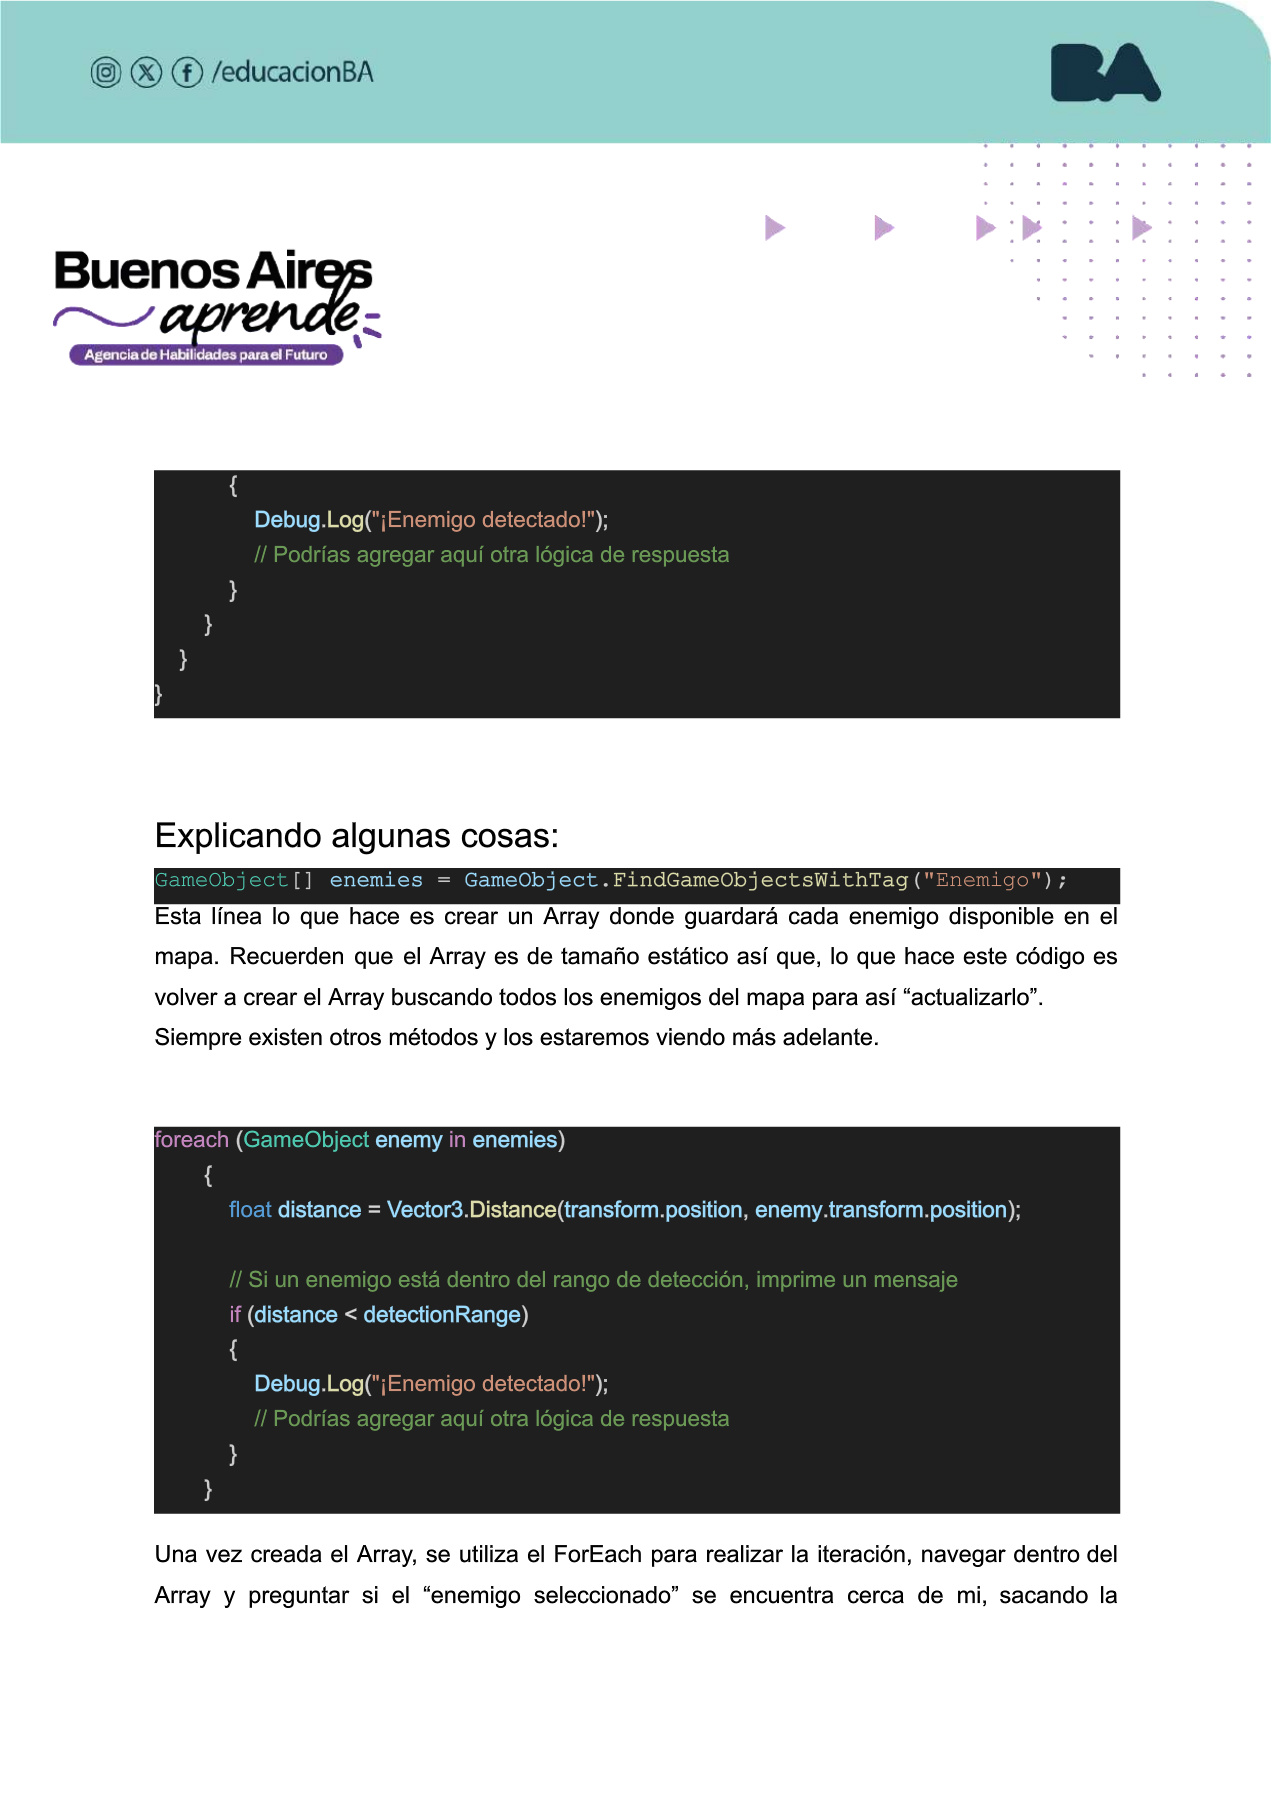 /educacionBA
BA
Buenos Aires
aprende
Agencia de Habilidades para el Futuro
{
Debug.Log("¡Enemigo detectado!");
// Podrías agregar aquí otra lógica de respuesta
}
}
}
}
Explicando algunas cosas:
GameObject[] enemies = GameObject.FindGameObjectsWithTag("Enemigo");
Esta línea lo que hace es crear un Array donde guardará cada enemigo disponible en el
mapa. Recuerden que el Array es de tamaño estático así que, lo que hace este código es
volver a crear el Array buscando todos los enemigos del mapa para así “actualizarlo”.
Siempre existen otros métodos y los estaremos viendo más adelante.
foreach (GameObject enemy in enemies)
{
float distance = Vector3.Distance(transform.position, enemy.transform.position);
// Si un enemigo está dentro del rango de detección, imprime un mensaje
if (distance < detectionRange)
{
Debug.Log("¡Enemigo detectado!");
// Podrías agregar aquí otra lógica de respuesta
}
}
Una vez creada el Array, se utiliza el ForEach para realizar la iteración, navegar dentro del
Array y preguntar si el “enemigo seleccionado” se encuentra cerca de mi, sacando la